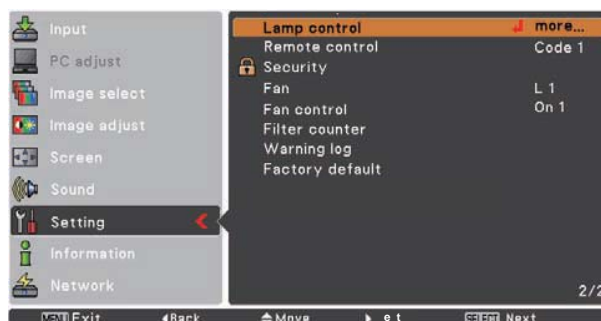 Input
PC adjust
Image select
Image adjust
Screen
Sound
Setting
Information
Network
Lamp control more...
Remote control Code 1
Security
Fan L 1
Fan control On 1
Filter counter
Warning log
Factory default
2/2
MENU Exit Back Move e t SELECT Next